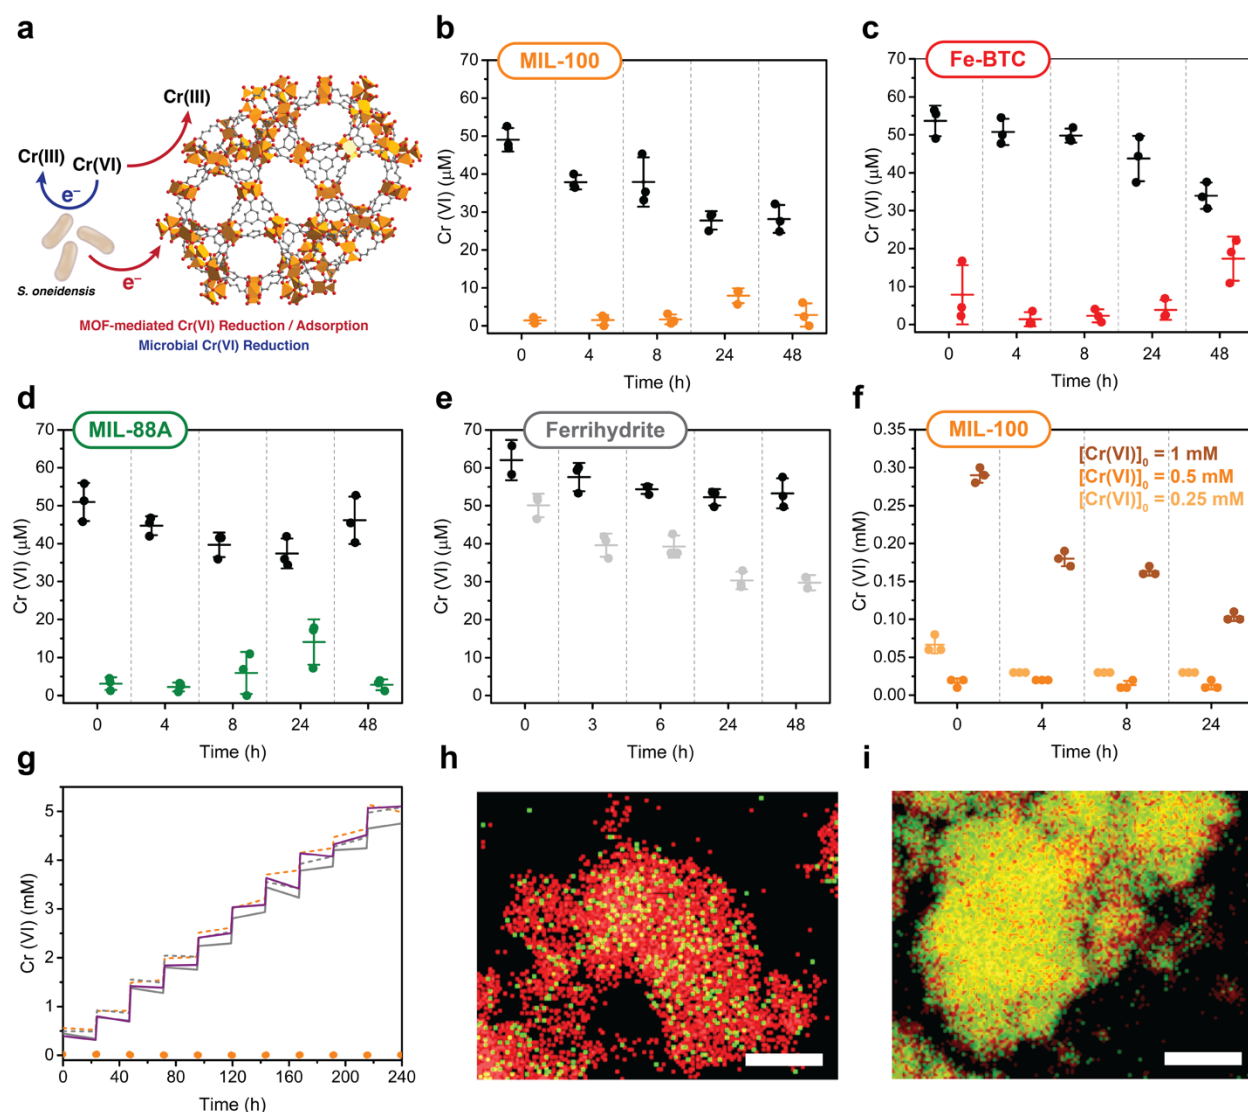 a
Cr(III)
Cr(III)
Cr(VI)
e⁻
e⁻
S. oneidensis
MOF-mediated Cr(VI) Reduction / Adsorption
Microbial Cr(VI) Reduction
b
MIL-100
70
60
50
40
30
20
10
0
Cr (VI) (μM)
0 4 8 24 48
Time (h)
c
Fe-BTC
70
60
50
40
30
20
10
0
Cr (VI) (μM)
0 4 8 24 48
Time (h)
d
MIL-88A
70
60
50
40
30
20
10
0
Cr (VI) (μM)
0 4 8 24 48
Time (h)
e
Ferrihydrite
70
60
50
40
30
20
10
0
Cr (VI) (μM)
0 3 6 24 48
Time (h)
f
MIL-100
[Cr(VI)]₀ = 1 mM
[Cr(VI)]₀ = 0.5 mM
[Cr(VI)]₀ = 0.25 mM
0.35
0.30
0.25
0.20
0.15
0.10
0.05
0.00
Cr (VI) (mM)
0 4 8 24
Time (h)
g
5
4
3
2
1
0
Cr (VI) (mM)
0 40 80 120 160 200 240
Time (h)
h
i